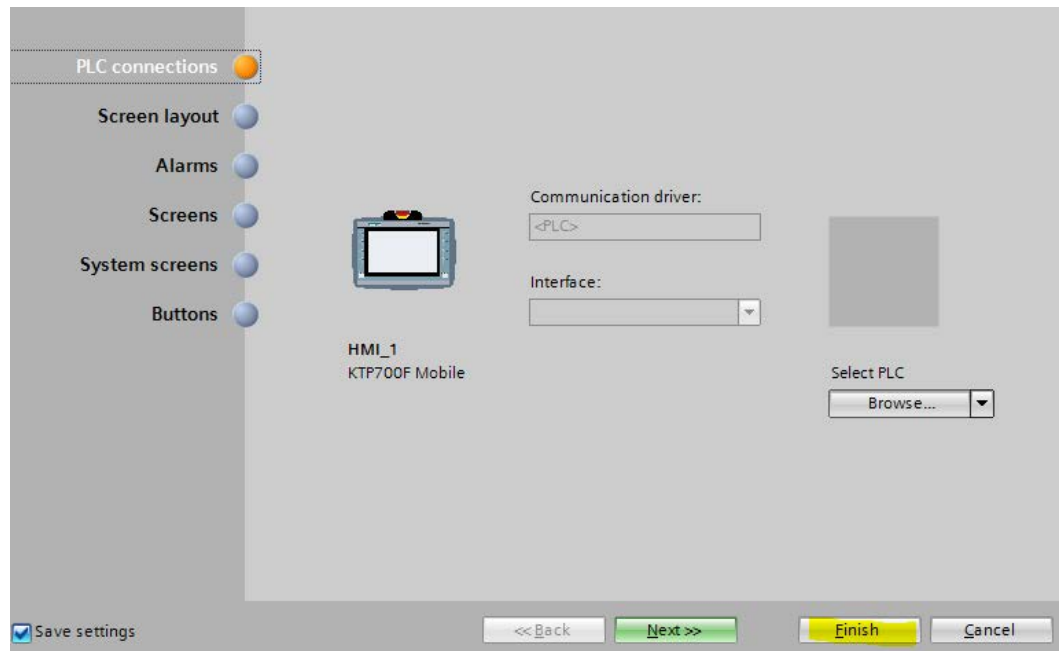 PLC connections
Screen layout
Alarms
Screens
System screens
Buttons
Communication driver:
<PLC>
Interface:
HMI_1
KTP700F Mobile
Select PLC
Browse...
Save settings
<<Back
Next>>
Finish
Cancel